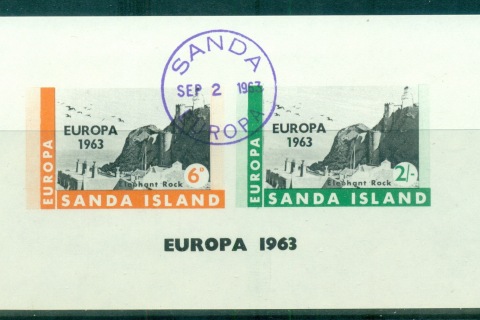 SANDA
SEP 2 1963
EUROPA
EUROPA
EUROPA
1963
6ᴰ
Elephant Rock
SANDA ISLAND
EUROPA
EUROPA
1963
2/-
Elephant Rock
SANDA ISLAND
EUROPA 1963